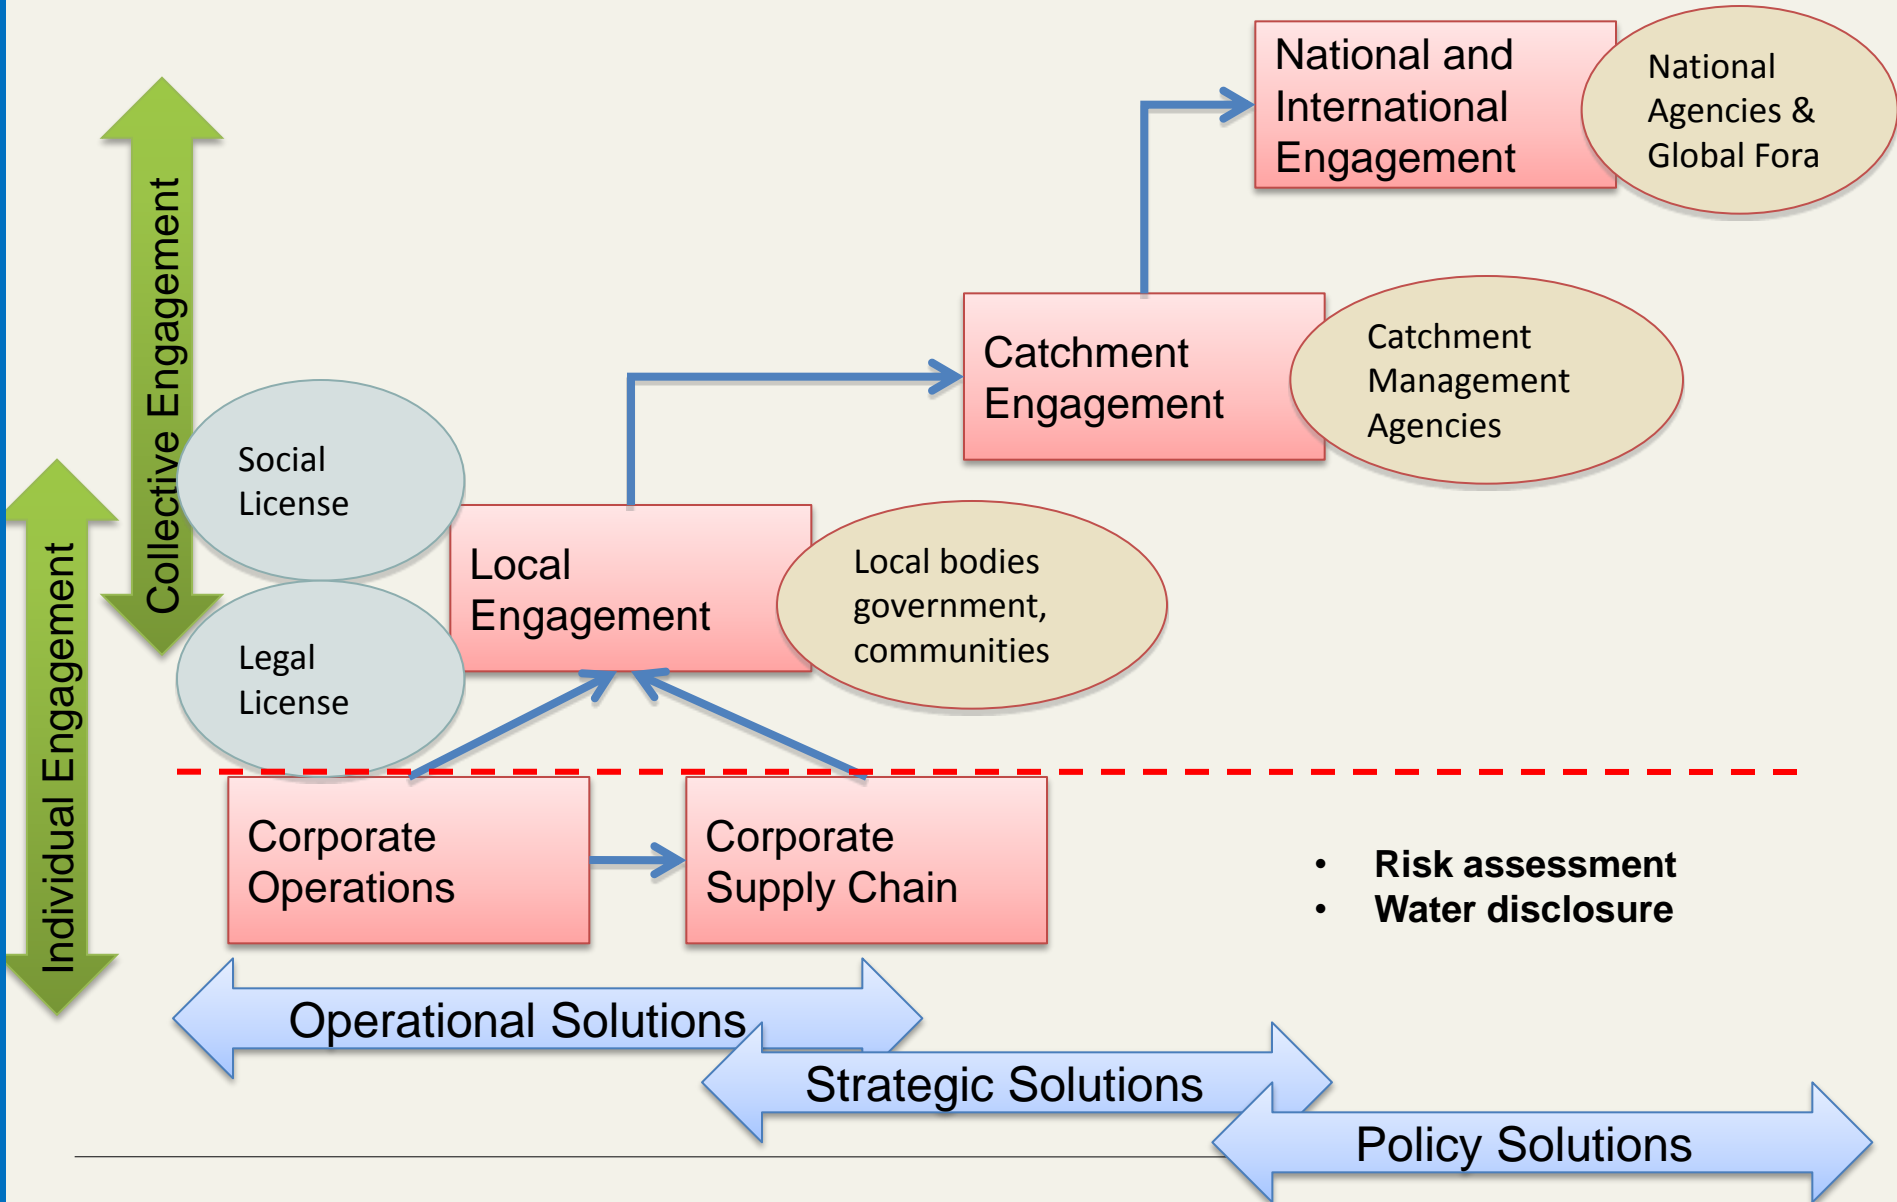 National and
International
Engagement
National
Agencies &
Global Fora
Collective Engagement
Catchment
Engagement
Catchment
Management
Agencies
Social
License
Local
Engagement
Local bodies
government,
communities
Individual Engagement
Legal
License
Corporate
Operations
Corporate
Supply Chain
• Risk assessment
• Water disclosure
Operational Solutions
Strategic Solutions
Policy Solutions